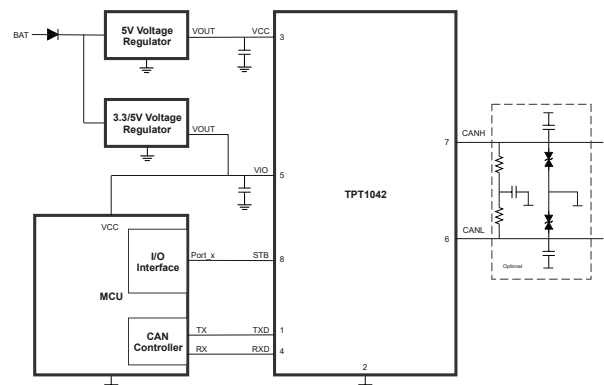 BAT
5V Voltage
Regulator
VOUT
VCC
3
3.3/5V Voltage
Regulator
VOUT
VIO
5
TPT1042
7
CANH
6
CANL
Optional
VCC
MCU
I/O
Interface
Port_x
STB
8
CAN
Controller
TX
TXD
1
RX
RXD
4
2